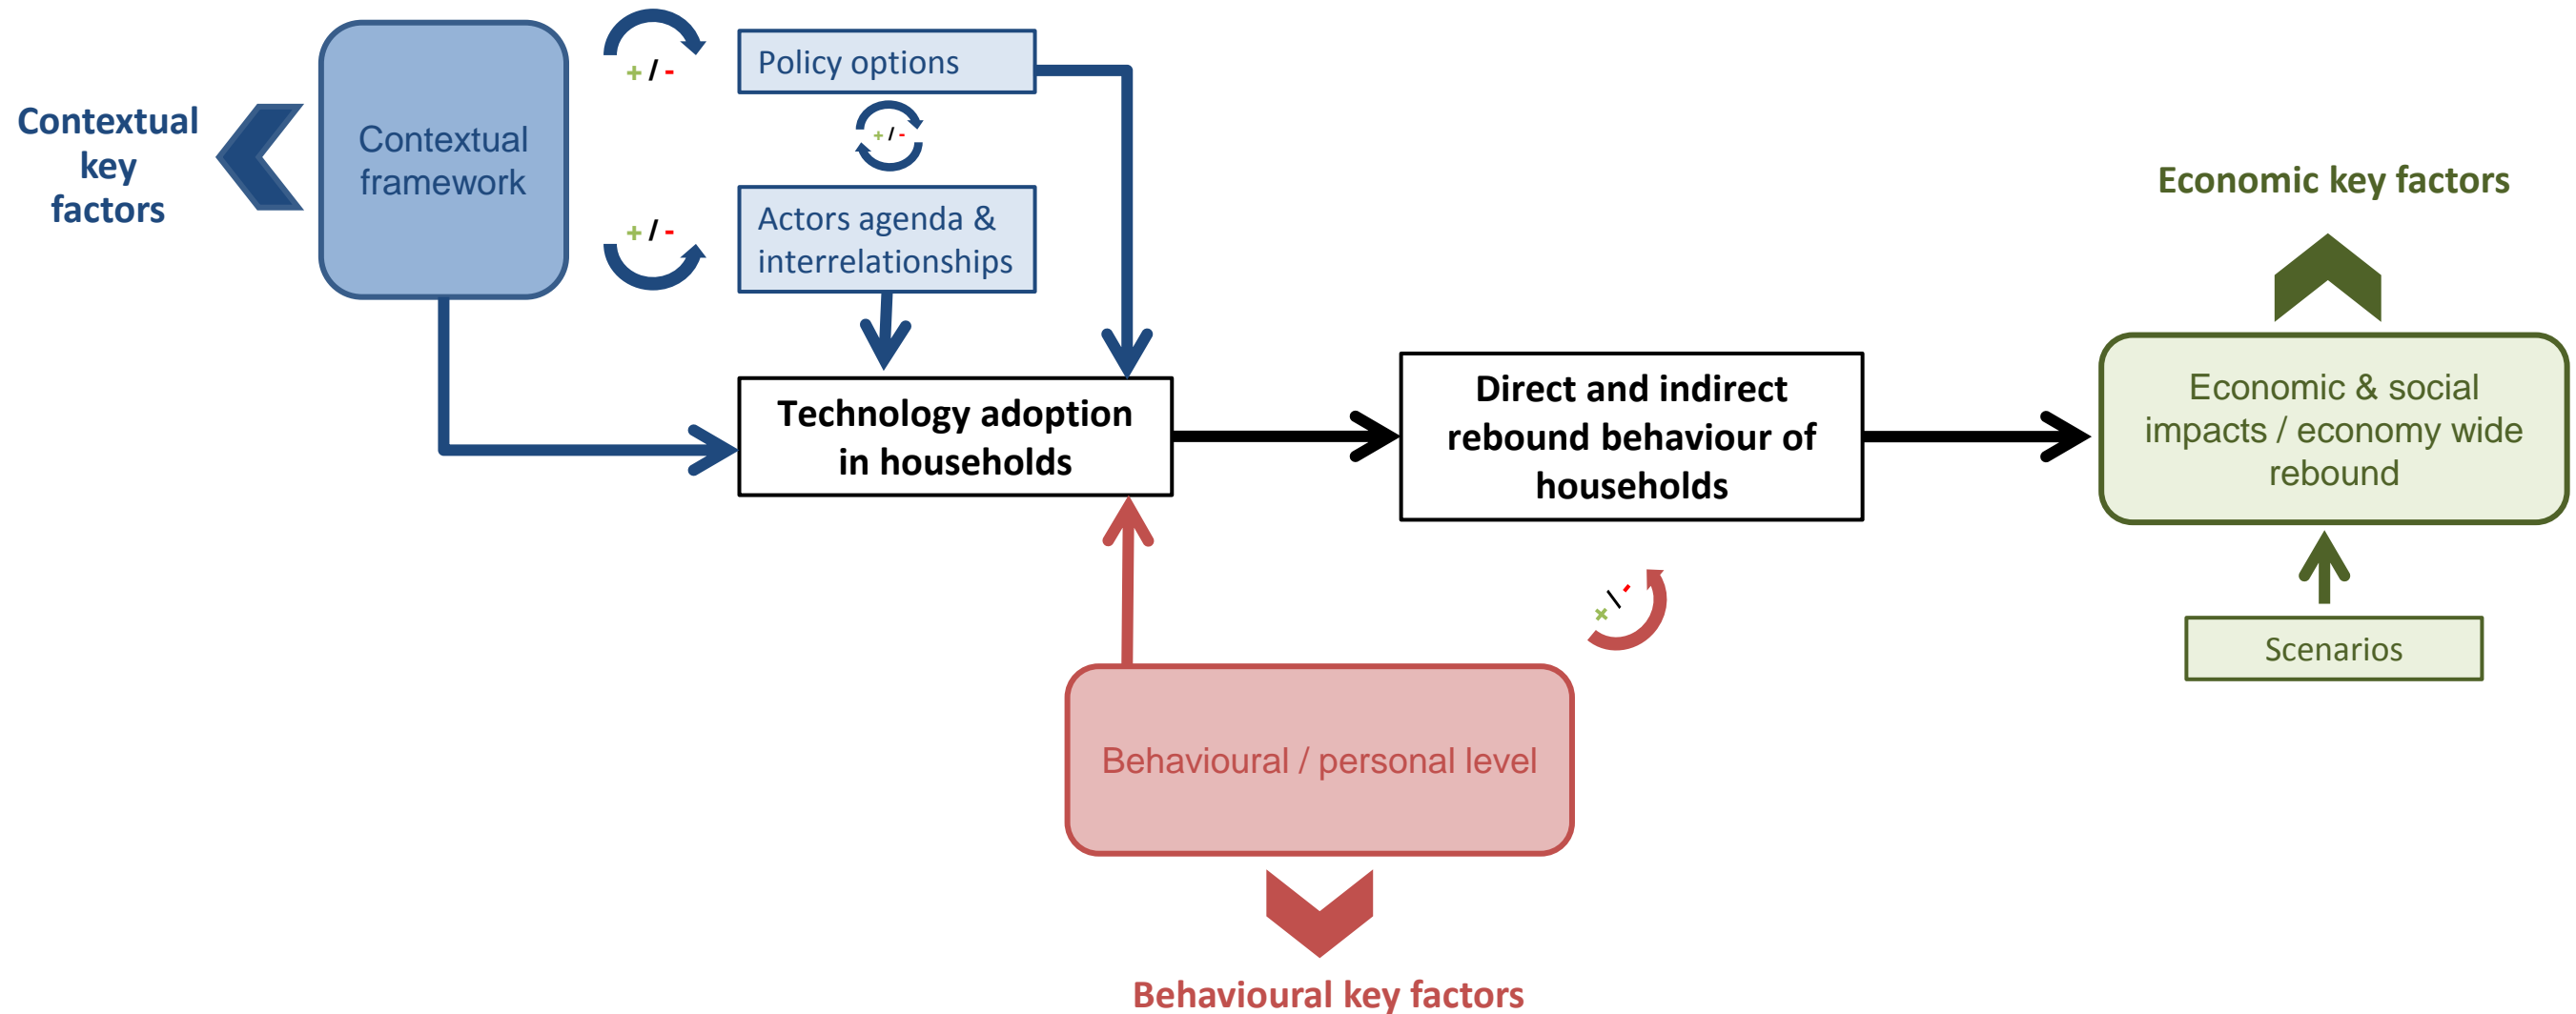 Contextual
key
factors
Contextual
framework
+ / -
Policy options
+ / -
+ / -
Actors agenda &
interrelationships
Technology adoption
in households
Direct and indirect
rebound behaviour of
households
Economic key factors
Economic & social
impacts / economy wide
rebound
Scenarios
+ / -
Behavioural / personal level
Behavioural key factors